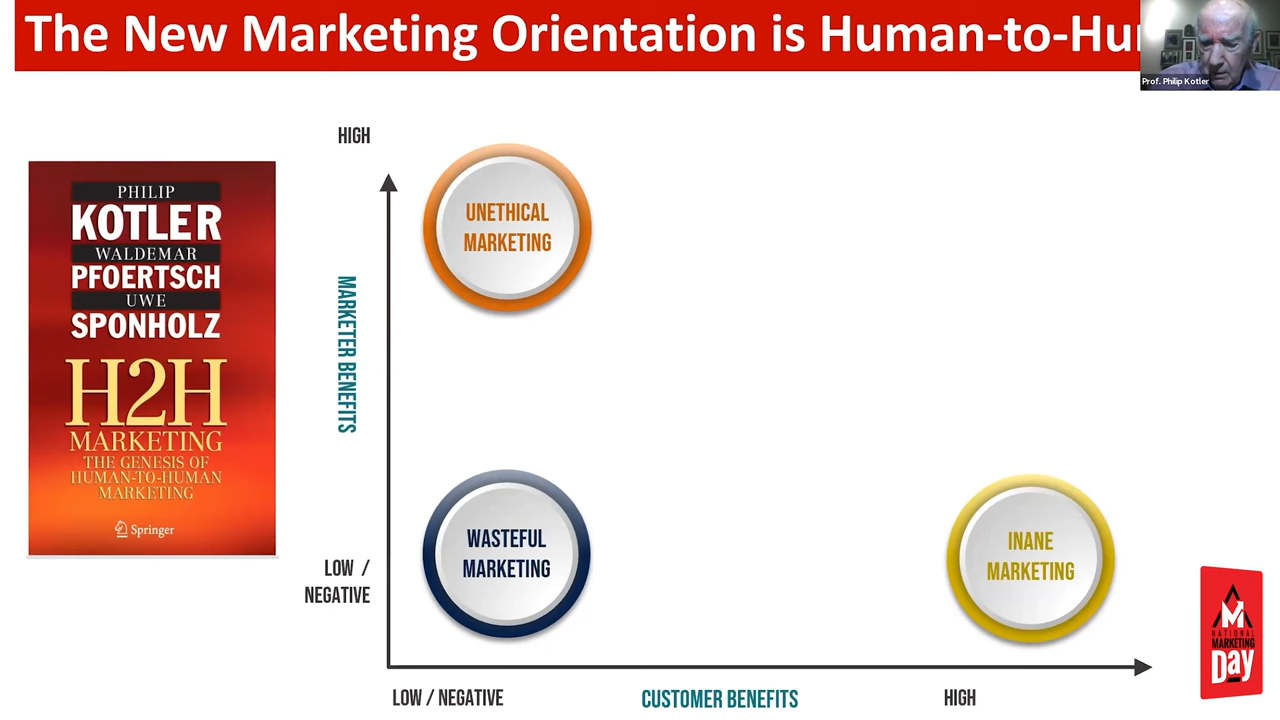 The New Marketing Orientation is Human-to-Hu
Prof. Philip Kotler
PHILIP
KOTLER
WALDEMAR
PFOERTSCH
UWE
SPONHOLZ
H2H
MARKETING
THE GENESIS OF
HUMAN-TO-HUMAN
MARKETING
Springer
HIGH
MARKETER BENEFITS
LOW /
NEGATIVE
UNETHICAL
MARKETING
WASTEFUL
MARKETING
INANE
MARKETING
LOW / NEGATIVE
CUSTOMER BENEFITS
HIGH
M
NATIONAL
MARKETING
Day